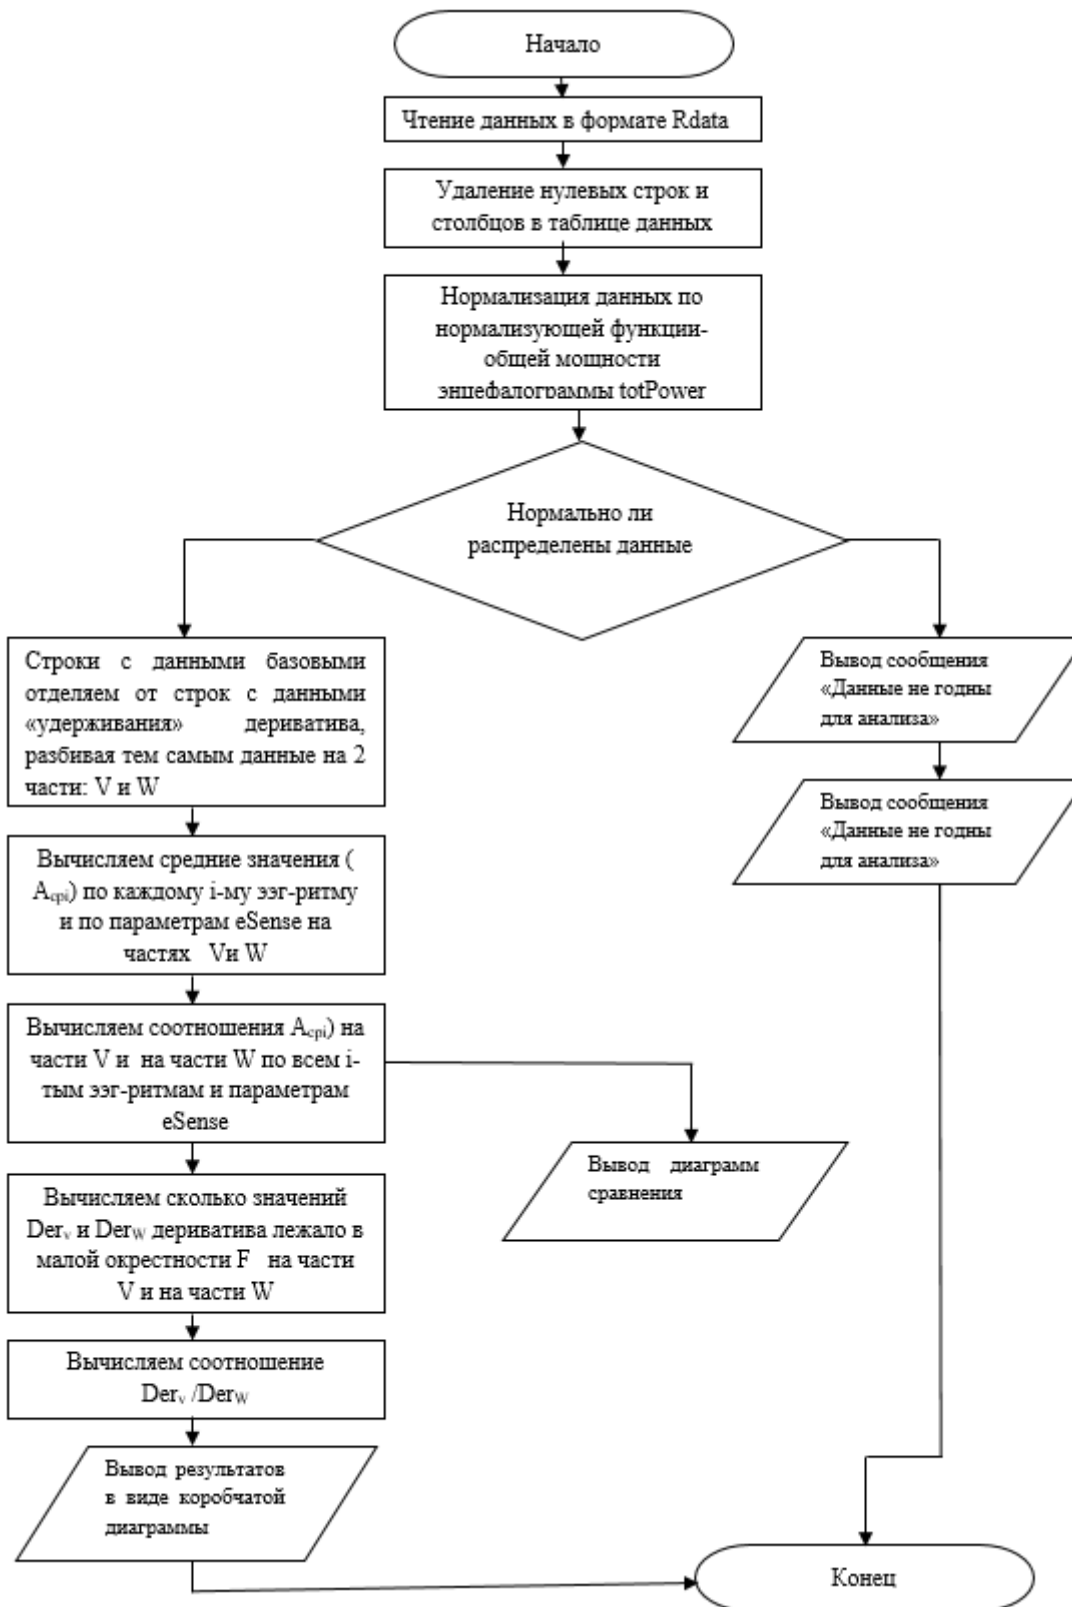 Начало
Чтение данных в формате Rdata
Удаление нулевых строк и
столбцов в таблице данных
Нормализация данных по
нормализующей функции-
общей мощности
энцефалограммы totPower
Нормально ли
распределены данные
Строки с данными базовыми
отделяем от строк с данными
«удерживания» дериватива,
разбивая тем самым данные на 2
части: V и W
Вычисляем средние значения (
Aсрi) по каждому i-му ээг-ритму
и по параметрам eSense на
частях Vи W
Вычисляем соотношения Aсрi) на
части V и на части W по всем i-
тым ээг-ритмам и параметрам
eSense
Вычисляем сколько значений
Derv и DerW дериватива лежало в
малой окрестности F на части
V и на части W
Вычисляем соотношение
Derv /DerW
Вывод результатов
в виде коробчатой
диаграммы
Вывод диаграмм
сравнения
Вывод сообщения
«Данные не годны
для анализа»
Вывод сообщения
«Данные не годны
для анализа»
Конец